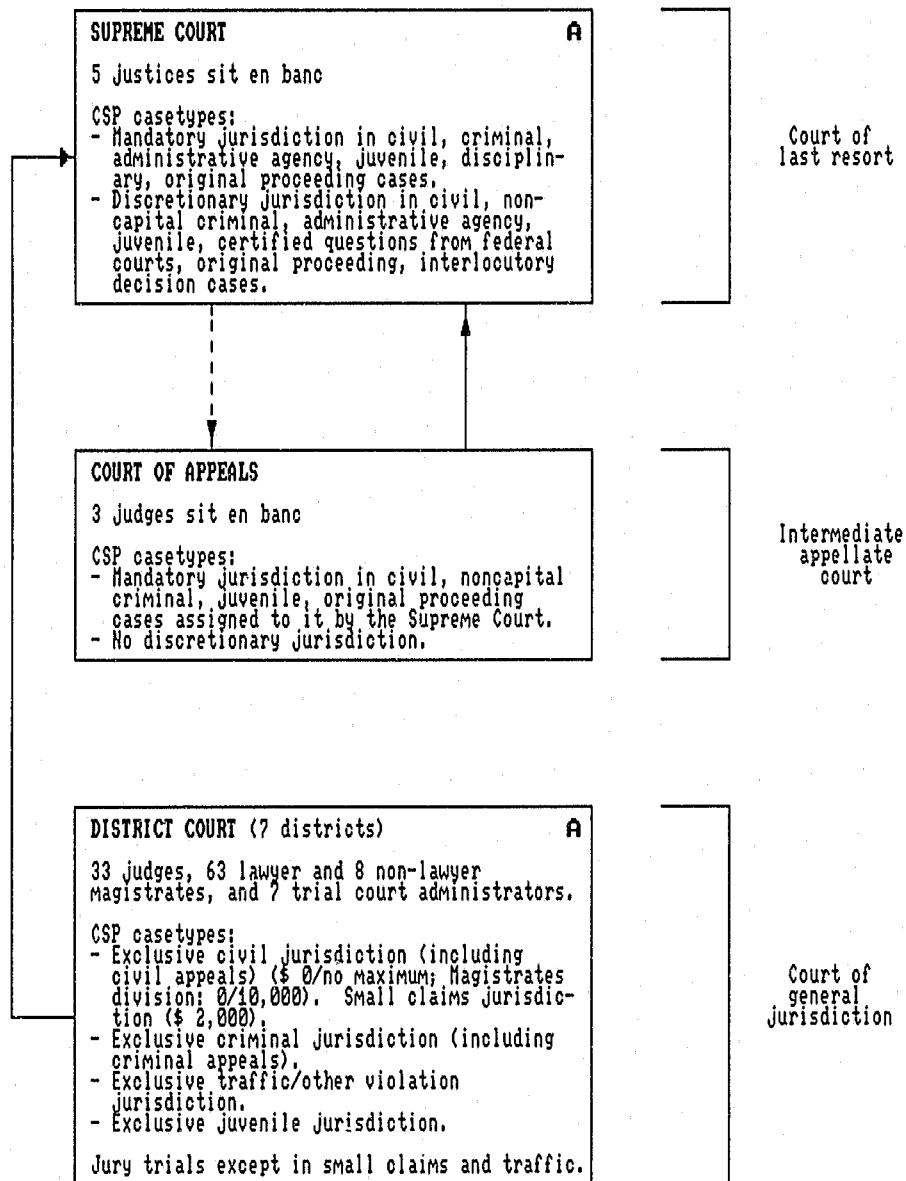 SUPREME COURT A
5 justices sit en banc
CSP casetypes:
- Mandatory jurisdiction in civil, criminal,
administrative agency, juvenile, disciplin-
ary, original proceeding cases.
- Discretionary jurisdiction in civil, non-
capital criminal, administrative agency,
juvenile, certified questions from federal
courts, original proceeding, interlocutory
decision cases.
Court of
last resort
COURT OF APPEALS
3 judges sit en banc
CSP casetypes:
- Mandatory jurisdiction in civil, noncapital
criminal, juvenile, original proceeding
cases assigned to it by the Supreme Court.
- No discretionary jurisdiction.
Intermediate
appellate
court
DISTRICT COURT (7 districts) A
33 judges, 63 lawyer and 8 non-lawyer
magistrates, and 7 trial court administrators.
CSP casetypes:
- Exclusive civil jurisdiction (including
civil appeals) ($ 0/no maximum; Magistrates
division: 0/10,000). Small claims jurisdic-
tion ($ 2,000).
- Exclusive criminal jurisdiction (including
criminal appeals).
- Exclusive traffic/other violation
jurisdiction.
- Exclusive juvenile jurisdiction.
Jury trials except in small claims and traffic.
Court of
general
jurisdiction